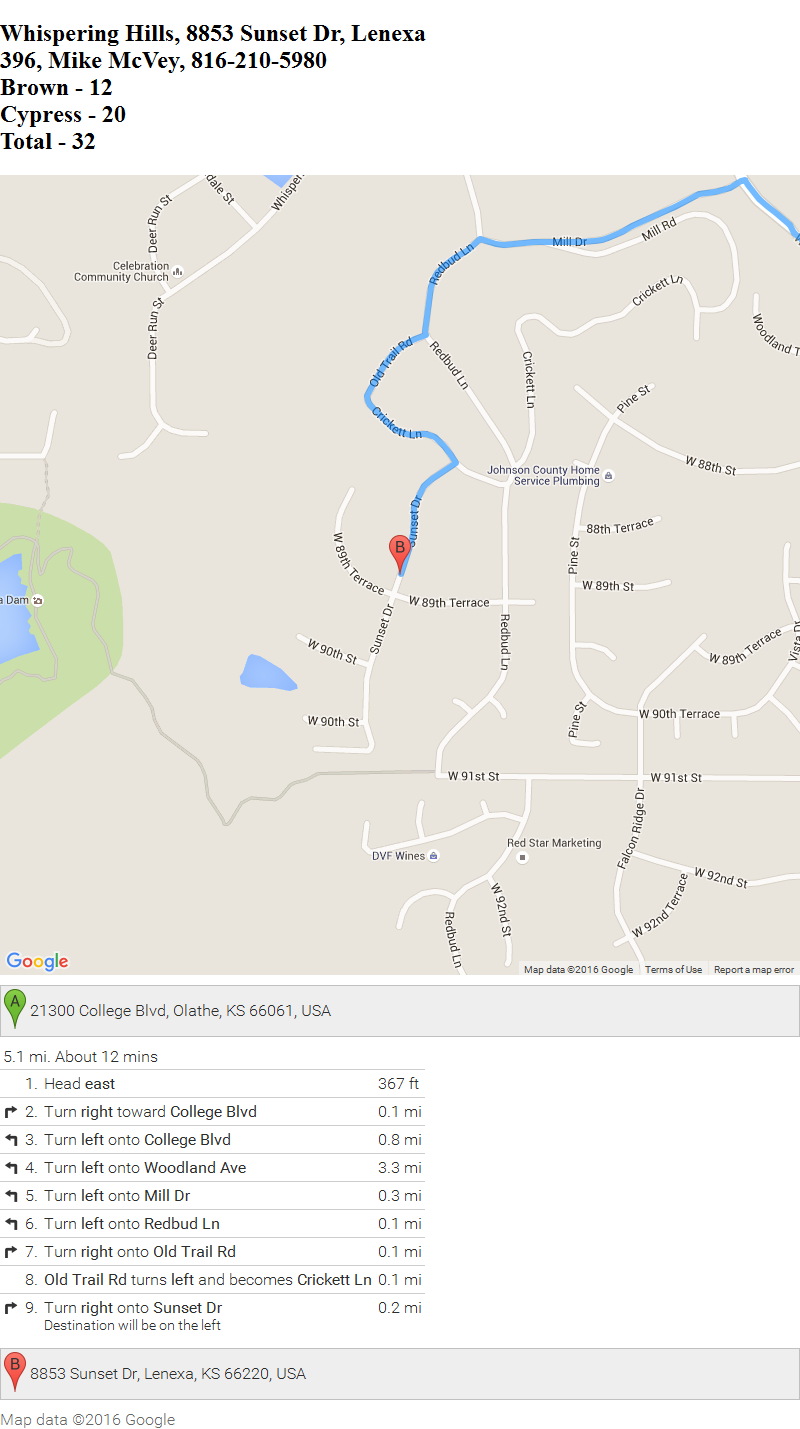 Whispering Hills, 8853 Sunset Dr, Lenexa
396, Mike McVey, 816-210-5980
Brown - 12
Cypress - 20
Total - 32
dale St
Whisper
Deer Run St
Celebration
Community Church
Deer Run St
Redbud Ln
Mill Dr
Mill Rd
Crickett Ln
Woodland T
Old Trail Rd
Redbud Ln
Crickett Ln
Crickett Ln
Pine St
W 88th St
Johnson County Home
Service Plumbing
Sunset Dr
88th Terrace
Pine St
B
W 89th Terrace
W 89th St
a Dam
W 89th Terrace
Sunset Dr
Redbud Ln
W 90th St
W 89th Terrace
Vista Dr
W 90th St
Pine St
W 90th Terrace
W 91st St
W 91st St
Falcon Ridge Dr
DVF Wines
Red Star Marketing
W 92nd St
W 92nd St
W 92nd Terrace
Redbud Ln
Google
Map data ©2016 Google
Terms of Use
Report a map error
A 21300 College Blvd, Olathe, KS 66061, USA
5.1 mi. About 12 mins
1. Head east 367 ft
2. Turn right toward College Blvd 0.1 mi
3. Turn left onto College Blvd 0.8 mi
4. Turn left onto Woodland Ave 3.3 mi
5. Turn left onto Mill Dr 0.3 mi
6. Turn left onto Redbud Ln 0.1 mi
7. Turn right onto Old Trail Rd 0.1 mi
8. Old Trail Rd turns left and becomes Crickett Ln 0.1 mi
9. Turn right onto Sunset Dr 0.2 mi
Destination will be on the left
B 8853 Sunset Dr, Lenexa, KS 66220, USA
Map data ©2016 Google